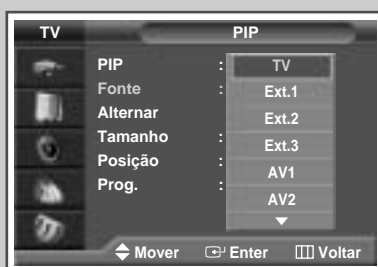 TV PIP
PIP : TV
Fonte : Ext.1
Alternar Ext.2
Tamanho : Ext.3
Posição : AV1
Prog. : AV2
Mover Enter Voltar